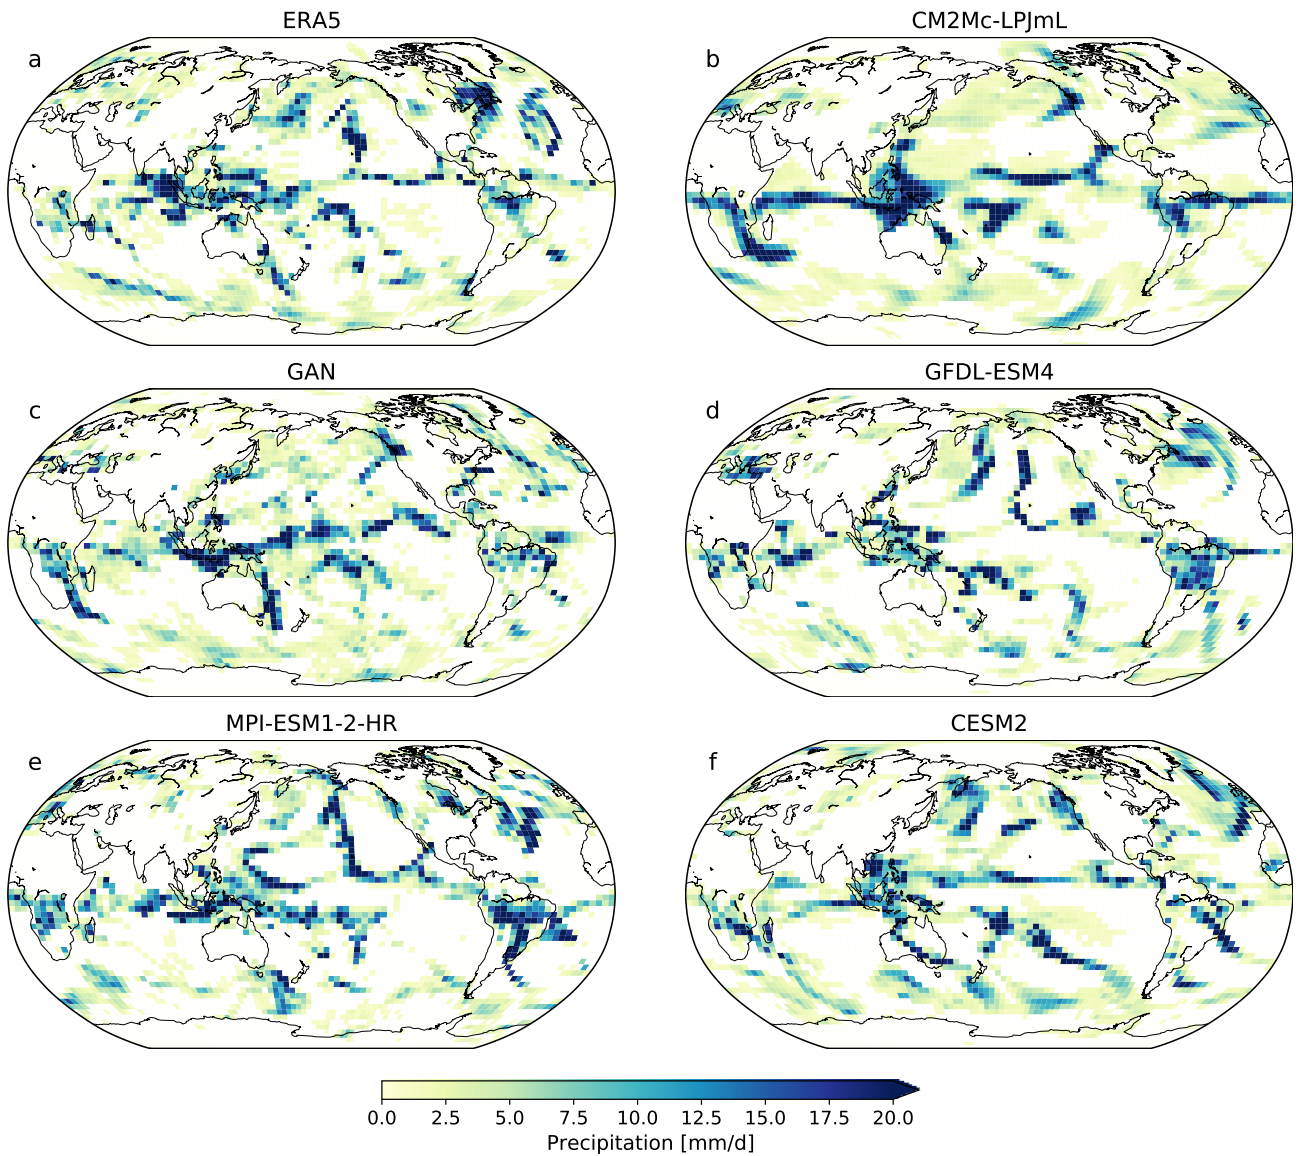 ERA5
CM2Mc-LPJmL
a
b
GAN
GFDL-ESM4
c
d
MPI-ESM1-2-HR
CESM2
e
f
0.0 2.5 5.0 7.5 10.0 12.5 15.0 17.5 20.0
Precipitation [mm/d]